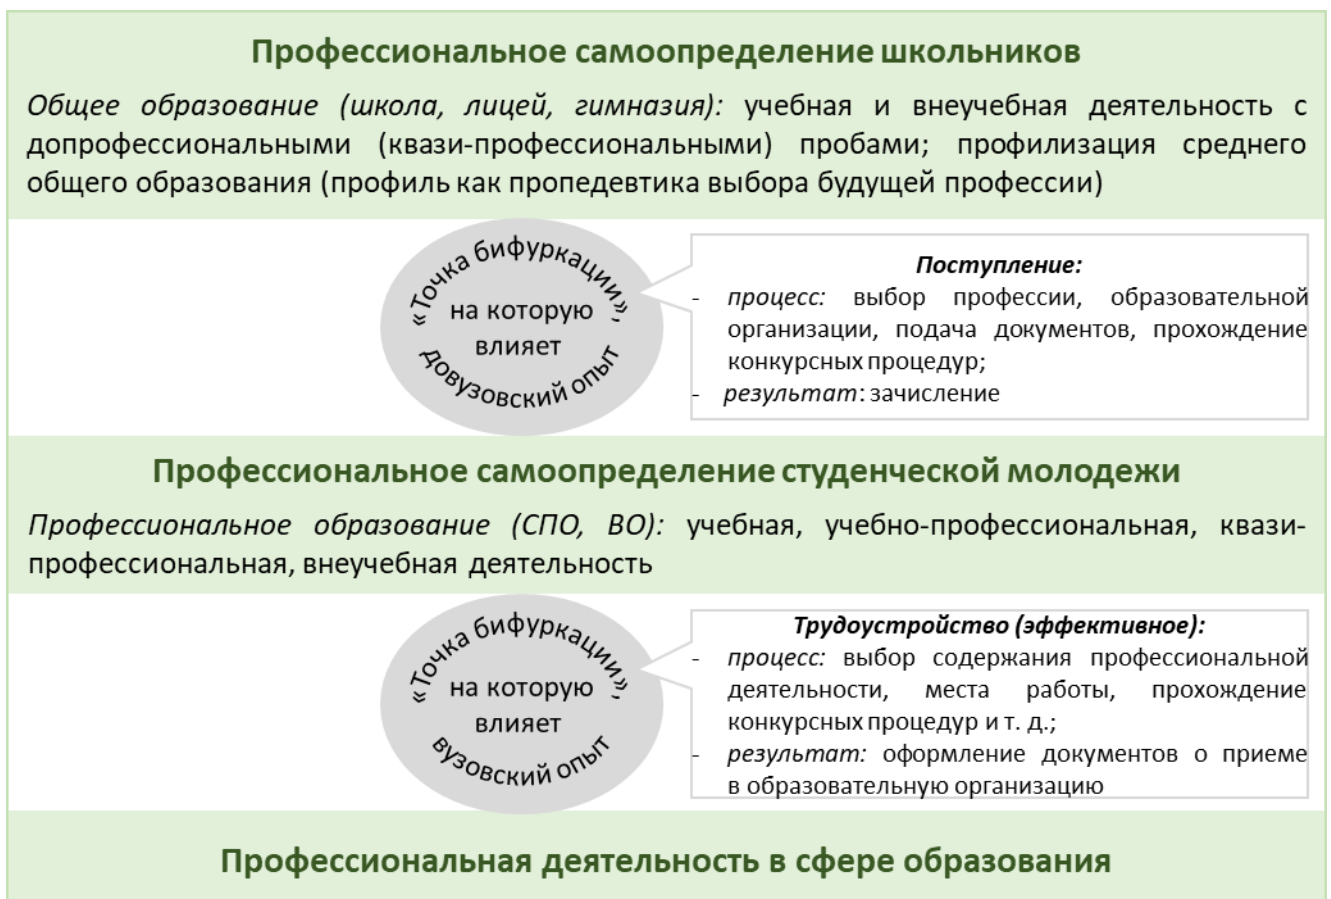 Профессиональное самоопределение школьников
Общее образование (школа, лицей, гимназия): учебная и внеучебная деятельность с
допрофессиональными (квази-профессиональными) пробами; профилизация среднего
общего образования (профиль как пропедевтика выбора будущей профессии)
«Точка бифуркации»,
на которую
влияет
довузовский опыт
Поступление:
- процесс: выбор профессии, образовательной
организации, подача документов, прохождение
конкурсных процедур;
- результат: зачисление
Профессиональное самоопределение студенческой молодежи
Профессиональное образование (СПО, ВО): учебная, учебно-профессиональная, квази-
профессиональная, внеучебная деятельность
«Точка бифуркации»,
на которую
влияет
вузовский опыт
Трудоустройство (эффективное):
- процесс: выбор содержания профессиональной
деятельности, места работы, прохождение
конкурсных процедур и т. д.;
- результат: оформление документов о приеме
в образовательную организацию
Профессиональная деятельность в сфере образования